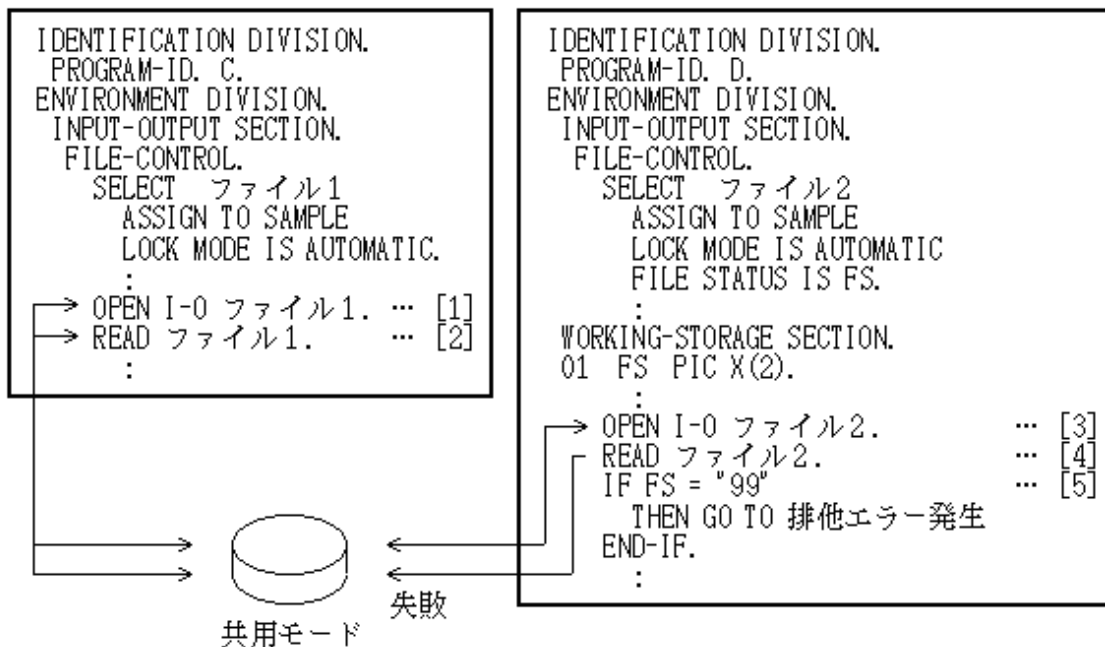 IDENTIFICATION DIVISION.
PROGRAM-ID. C.
ENVIRONMENT DIVISION.
INPUT-OUTPUT SECTION.
FILE-CONTROL.
SELECT ファイル1
ASSIGN TO SAMPLE
LOCK MODE IS AUTOMATIC.
:
OPEN I-O ファイル1. … [1]
READ ファイル1. … [2]
:
IDENTIFICATION DIVISION.
PROGRAM-ID. D.
ENVIRONMENT DIVISION.
INPUT-OUTPUT SECTION.
FILE-CONTROL.
SELECT ファイル2
ASSIGN TO SAMPLE
LOCK MODE IS AUTOMATIC
FILE STATUS IS FS.
:
WORKING-STORAGE SECTION.
01 FS PIC X(2).
:
OPEN I-O ファイル2. … [3]
READ ファイル2. … [4]
IF FS = "99" … [5]
THEN GO TO 排他エラー発生
END-IF.
:
失敗
共用モード